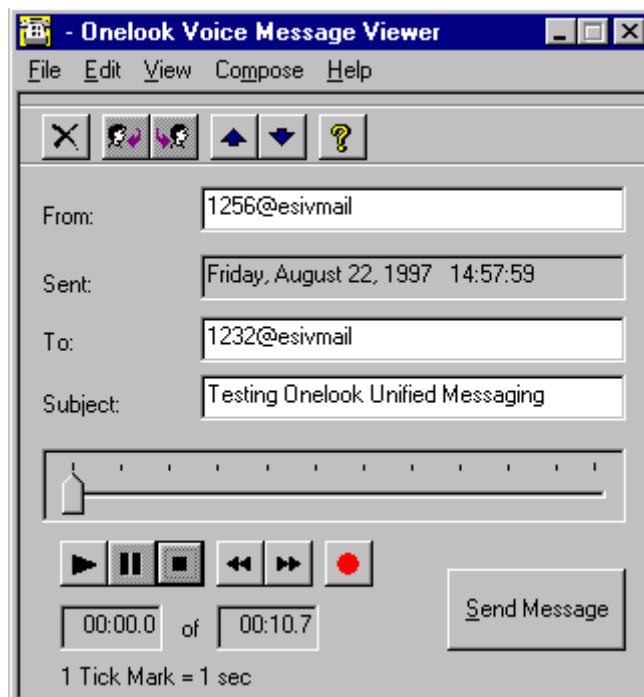 - Onelook Voice Message Viewer
File Edit View Compose Help
From: 1256@esivmail
Sent: Friday, August 22, 1997 14:57:59
To: 1232@esivmail
Subject: Testing Onelook Unified Messaging
00:00.0 of 00:10.7
Send Message
1 Tick Mark = 1 sec